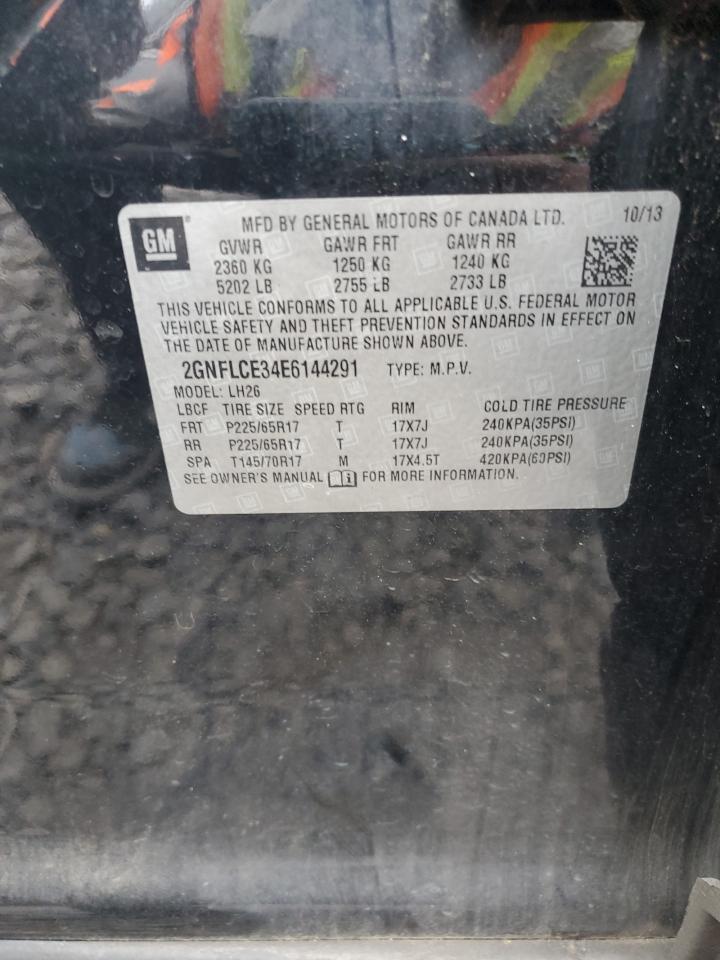 GM MFD BY GENERAL MOTORS OF CANADA LTD. 10/13
GVWR GAWR FRT GAWR RR
2360 KG 1250 KG 1240 KG
5202 LB 2755 LB 2733 LB
THIS VEHICLE CONFORMS TO ALL APPLICABLE U.S. FEDERAL MOTOR
VEHICLE SAFETY AND THEFT PREVENTION STANDARDS IN EFFECT ON
THE DATE OF MANUFACTURE SHOWN ABOVE.
2GNFLCE34E6144291 TYPE: M.P.V.
MODEL: LH26
LBCF TIRE SIZE SPEED RTG RIM COLD TIRE PRESSURE
FRT P225/65R17 T 17X7J 240KPA(35PSI)
RR P225/65R17 T 17X7J 240KPA(35PSI)
SPA T145/70R17 M 17X4.5T 420KPA(60PSI)
SEE OWNER'S MANUAL FOR MORE INFORMATION.